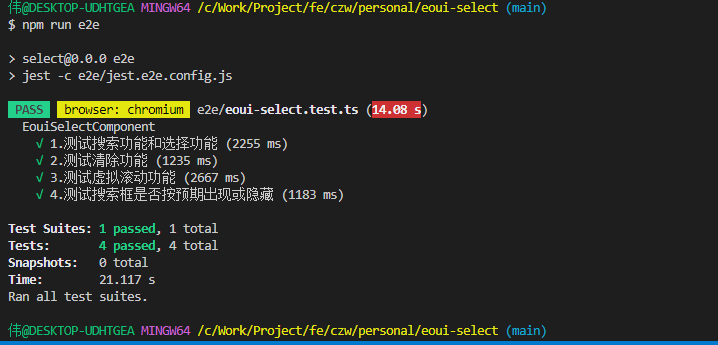 伟@DESKTOP-UDHTGEA MINGW64 /c/Work/Project/fe/czw/personal/eoui-select (main)
$ npm run e2e
> select@0.0.0 e2e
> jest -c e2e/jest.e2e.config.js
PASS browser: chromium e2e/eoui-select.test.ts (14.08 s)
EouiSelectComponent
√ 1.测试搜索功能和选择功能 (2255 ms)
√ 2.测试清除功能 (1235 ms)
√ 3.测试虚拟滚动功能 (2667 ms)
√ 4.测试搜索框是否按预期出现或隐藏 (1183 ms)
Test Suites: 1 passed, 1 total
Tests: 4 passed, 4 total
Snapshots: 0 total
Time: 21.117 s
Ran all test suites.
伟@DESKTOP-UDHTGEA MINGW64 /c/Work/Project/fe/czw/personal/eoui-select (main)